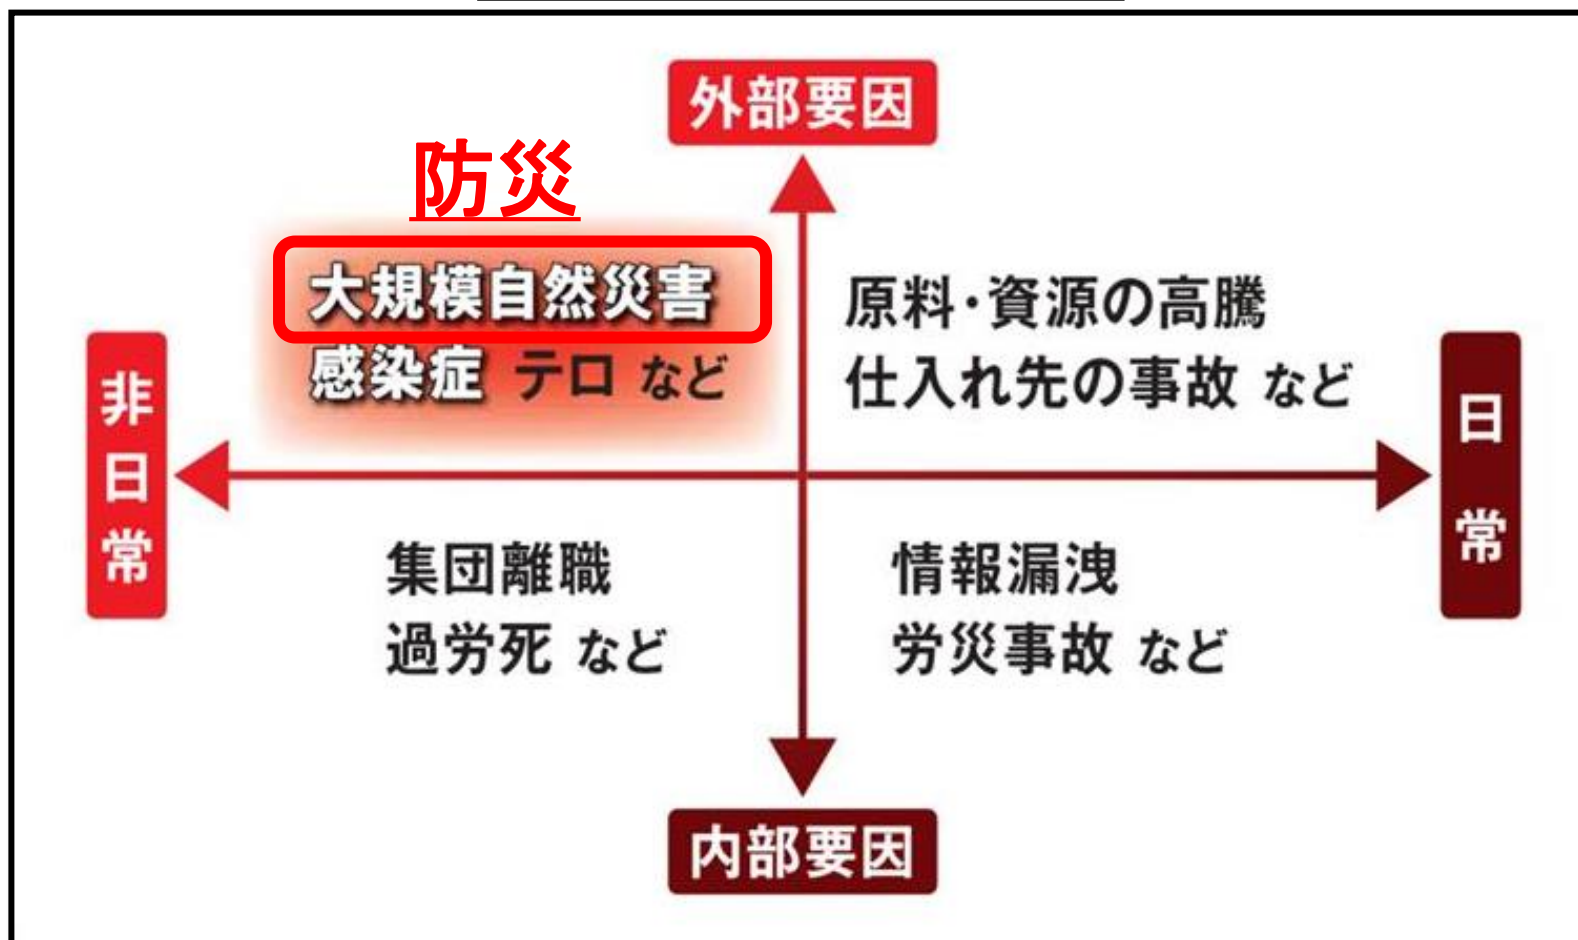 外部要因
防災
大規模自然災害
感染症 テロ など
原料・資源の高騰
仕入れ先の事故 など
非日常
日常
集団離職
過労死 など
情報漏洩
労災事故 など
内部要因